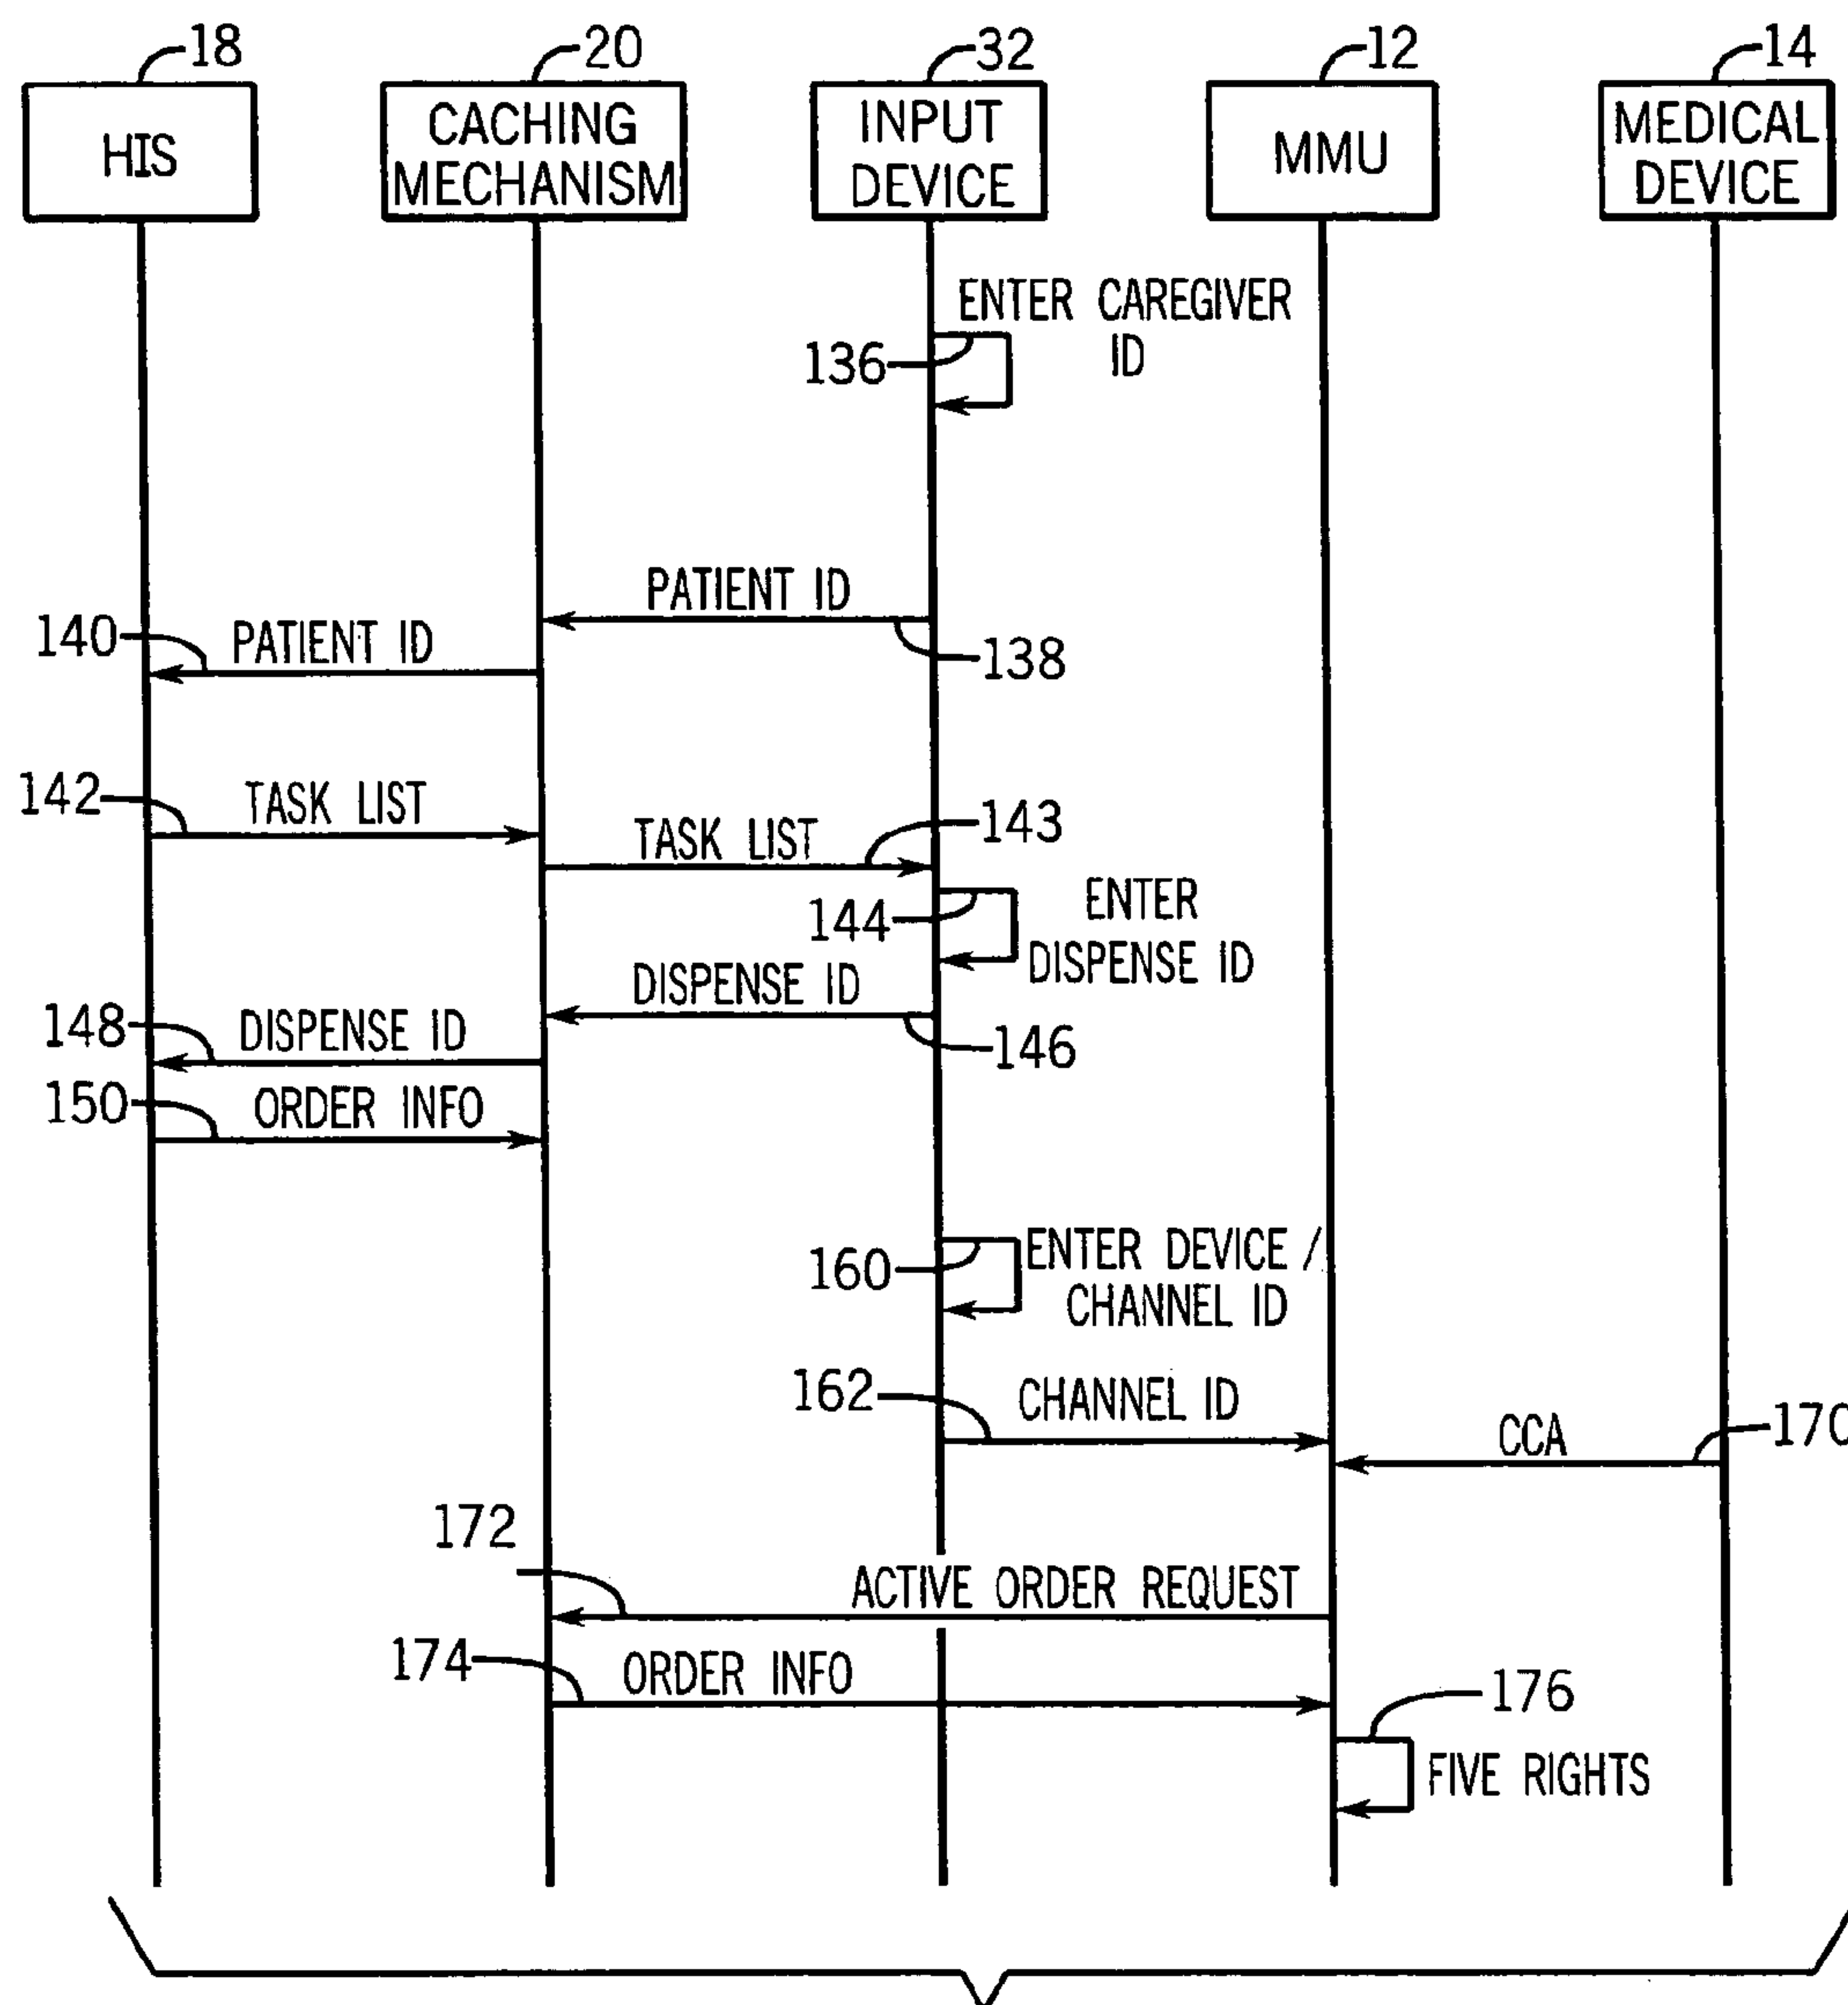 18
20
32
12
14
HIS
CACHING
MECHANISM
INPUT
DEVICE
MMU
MEDICAL
DEVICE
ENTER CAREGIVER
ID
136
PATIENT ID
138
140
PATIENT ID
142
TASK LIST
TASK LIST
143
144
ENTER
DISPENSE ID
DISPENSE ID
146
148
DISPENSE ID
150
ORDER INFO
160
ENTER DEVICE /
CHANNEL ID
162
CHANNEL ID
CCA
170
172
ACTIVE ORDER REQUEST
174
ORDER INFO
176
FIVE RIGHTS